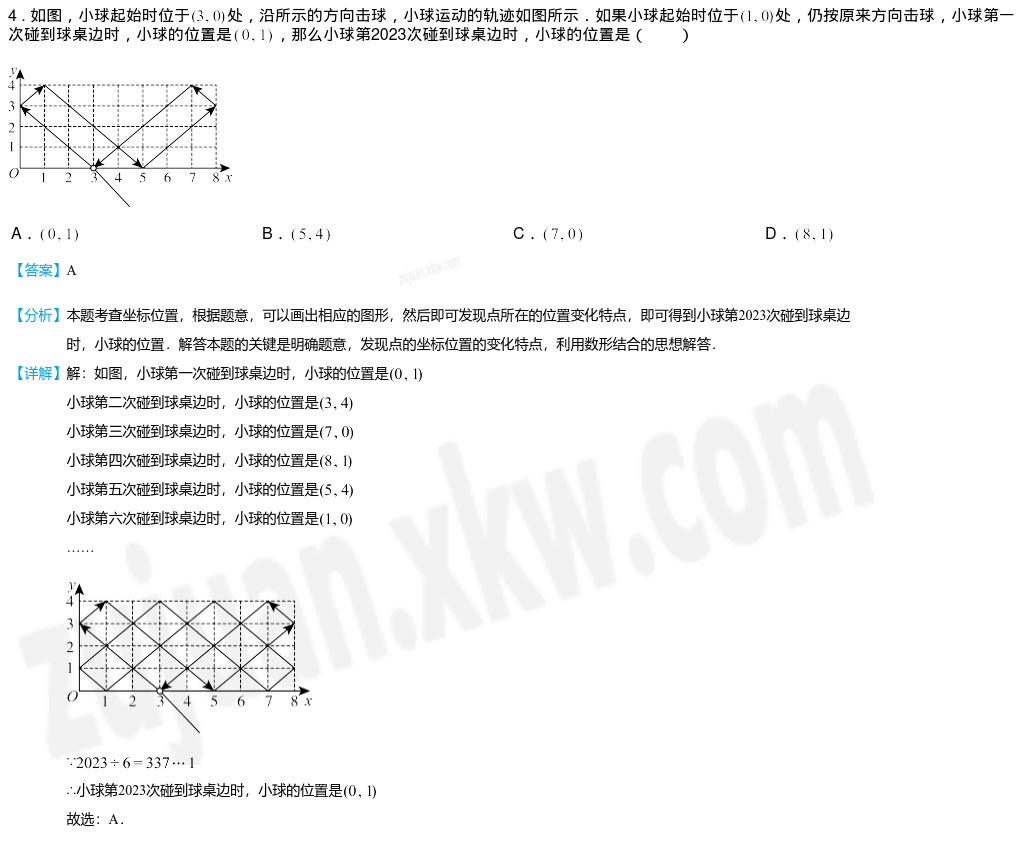 4．如图，小球起始时位于(3, 0)处，沿所示的方向击球，小球运动的轨迹如图所示．如果小球起始时位于(1, 0)处，仍按原来方向击球，小球第一
次碰到球桌边时，小球的位置是(0, 1)，那么小球第2023次碰到球桌边时，小球的位置是（　　）
y
4
3
2
1
O 1 2 3 4 5 6 7 8 x
A．(0, 1) B．(5, 4) C．(7, 0) D．(8, 1)
【答案】A
zujuan.xkw.com
【分析】本题考查坐标位置，根据题意，可以画出相应的图形，然后即可发现点所在的位置变化特点，即可得到小球第2023次碰到球桌边
时，小球的位置．解答本题的关键是明确题意，发现点的坐标位置的变化特点，利用数形结合的思想解答．
【详解】解：如图，小球第一次碰到球桌边时，小球的位置是(0, 1)
小球第二次碰到球桌边时，小球的位置是(3, 4)
小球第三次碰到球桌边时，小球的位置是(7, 0)
小球第四次碰到球桌边时，小球的位置是(8, 1)
小球第五次碰到球桌边时，小球的位置是(5, 4)
小球第六次碰到球桌边时，小球的位置是(1, 0)
……
zujuan.xkw.com
y
4
3
2
1
O 1 2 3 4 5 6 7 8 x
∵2023÷6=337⋯1
∴小球第2023次碰到球桌边时，小球的位置是(0, 1)
故选：A．